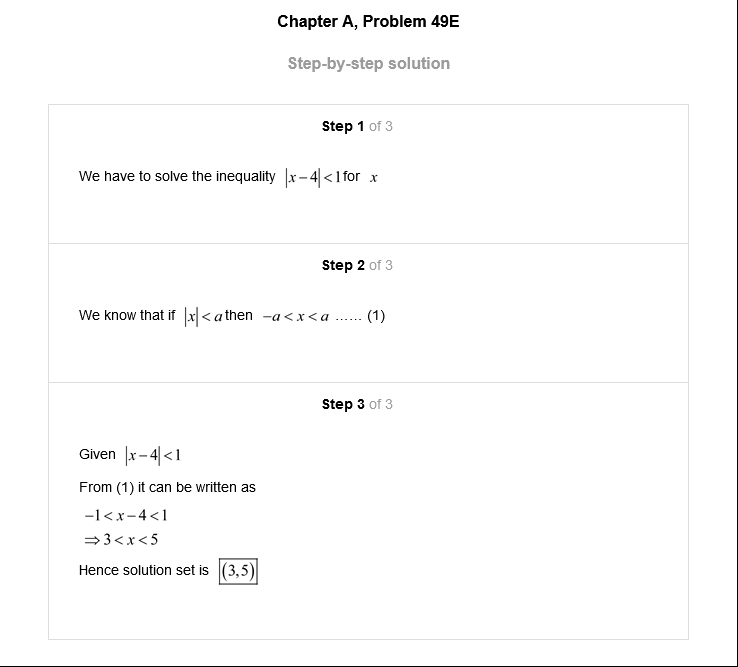 Chapter A, Problem 49E
Step-by-step solution
Step 1 of 3
We have to solve the inequality |x−4|<1 for x
Step 2 of 3
We know that if |x|<a then −a<x<a ...... (1)
Step 3 of 3
Given |x−4|<1
From (1) it can be written as
−1<x−4<1
⇒3<x<5
Hence solution set is (3,5)